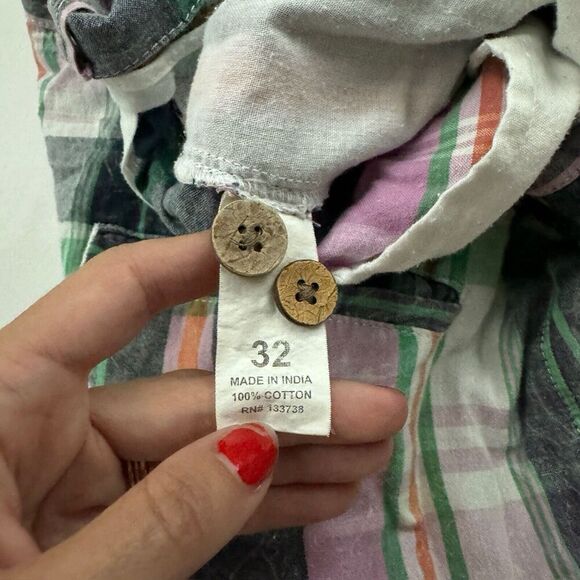 32
MADE IN INDIA
100% COTTON
RN# 133738